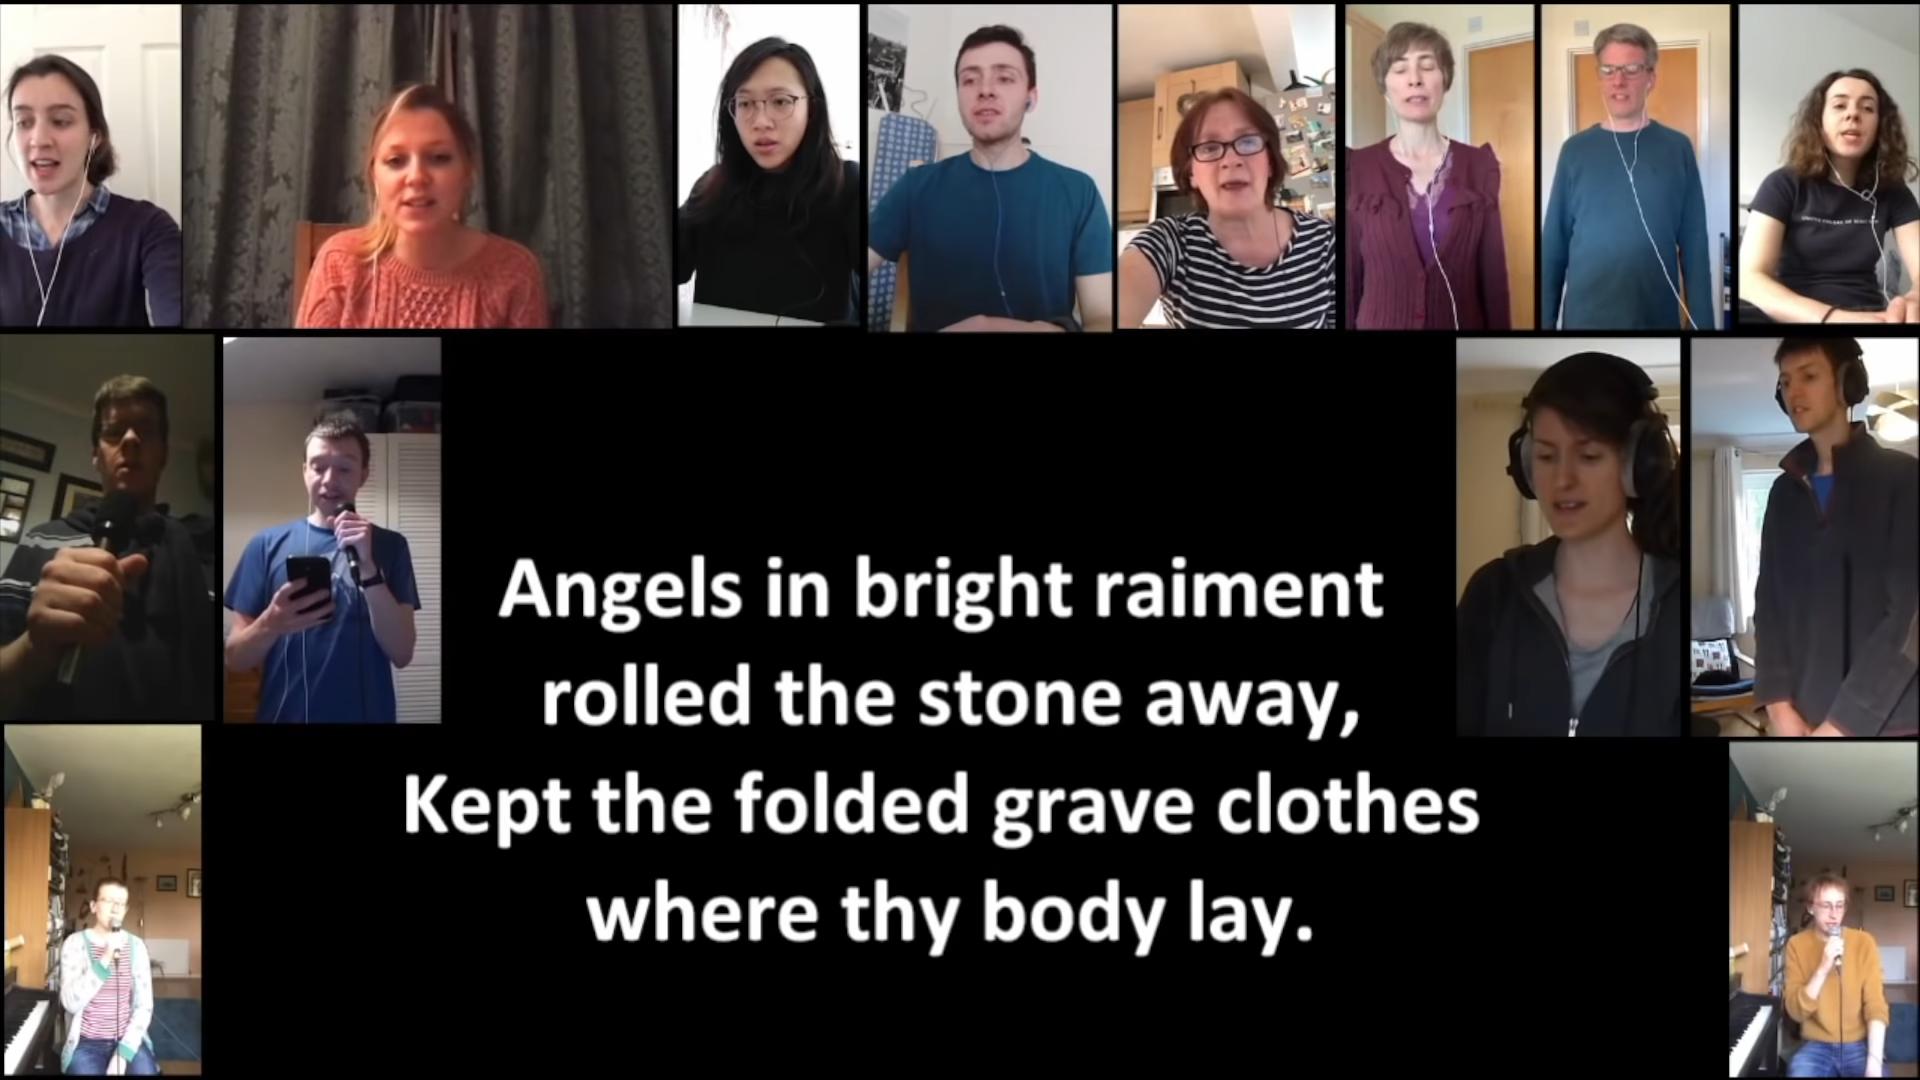 Angels in bright raiment
rolled the stone away,
Kept the folded grave clothes
where thy body lay.